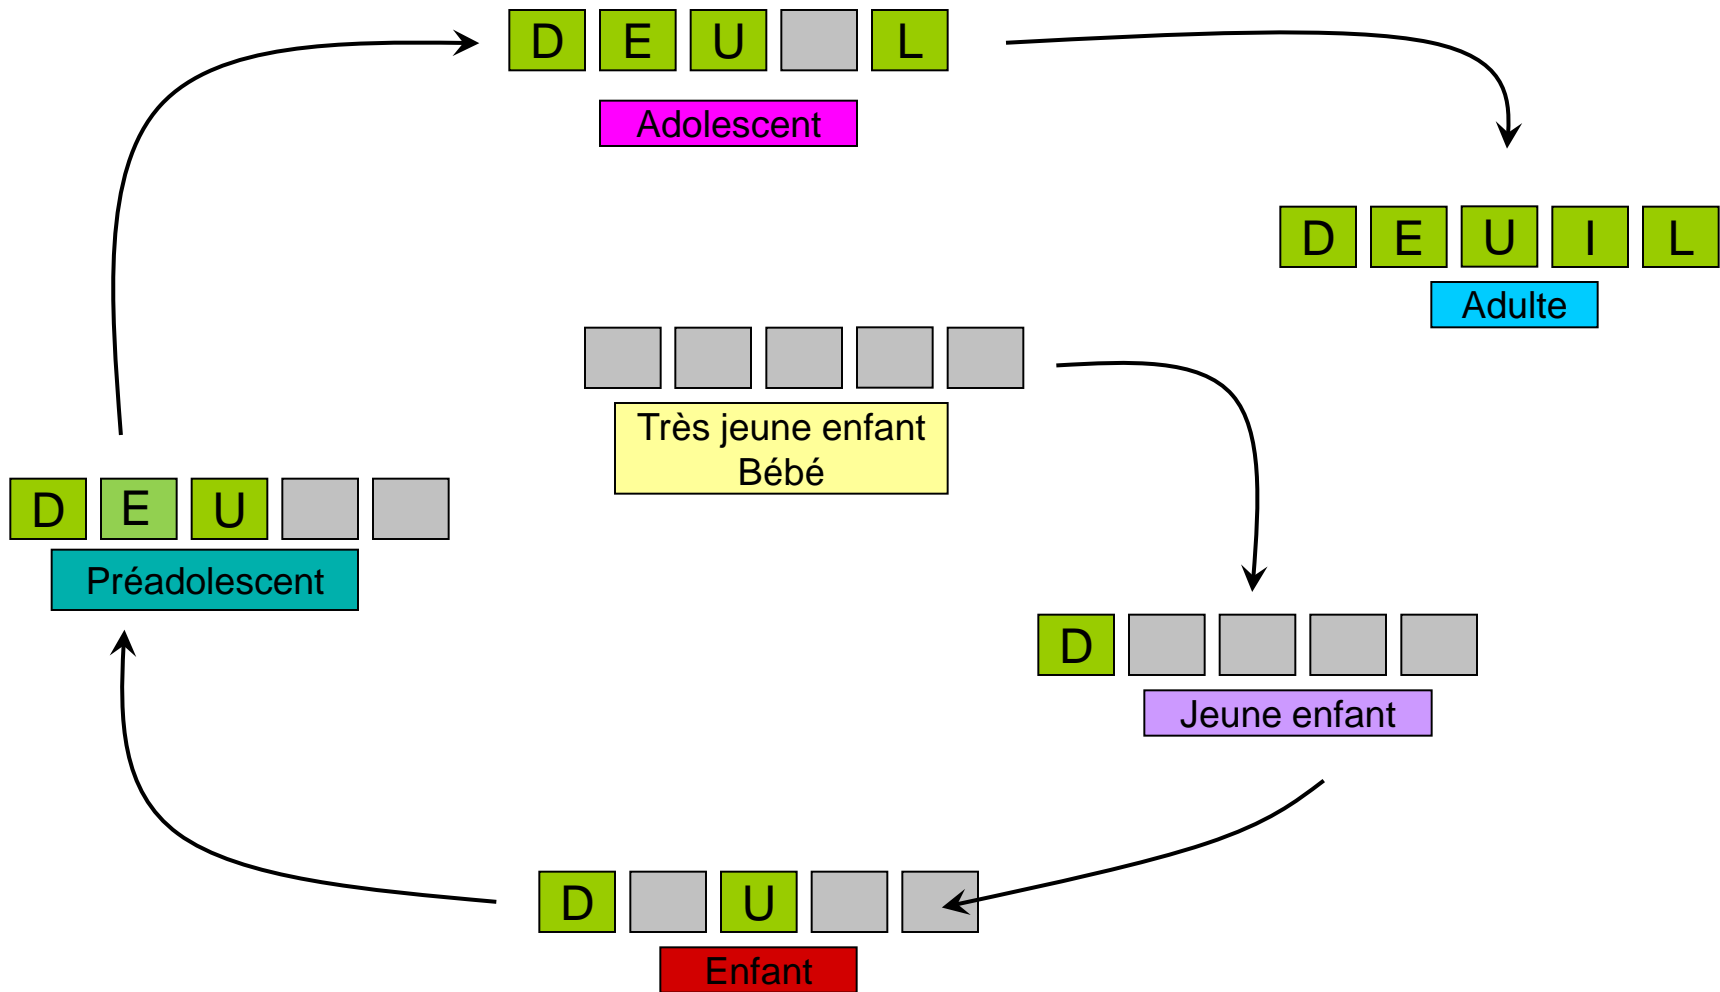 D E U L
Adolescent
D E U I L
Adulte
Très jeune enfant
Bébé
D E U
Préadolescent
D
Jeune enfant
D U
Enfant